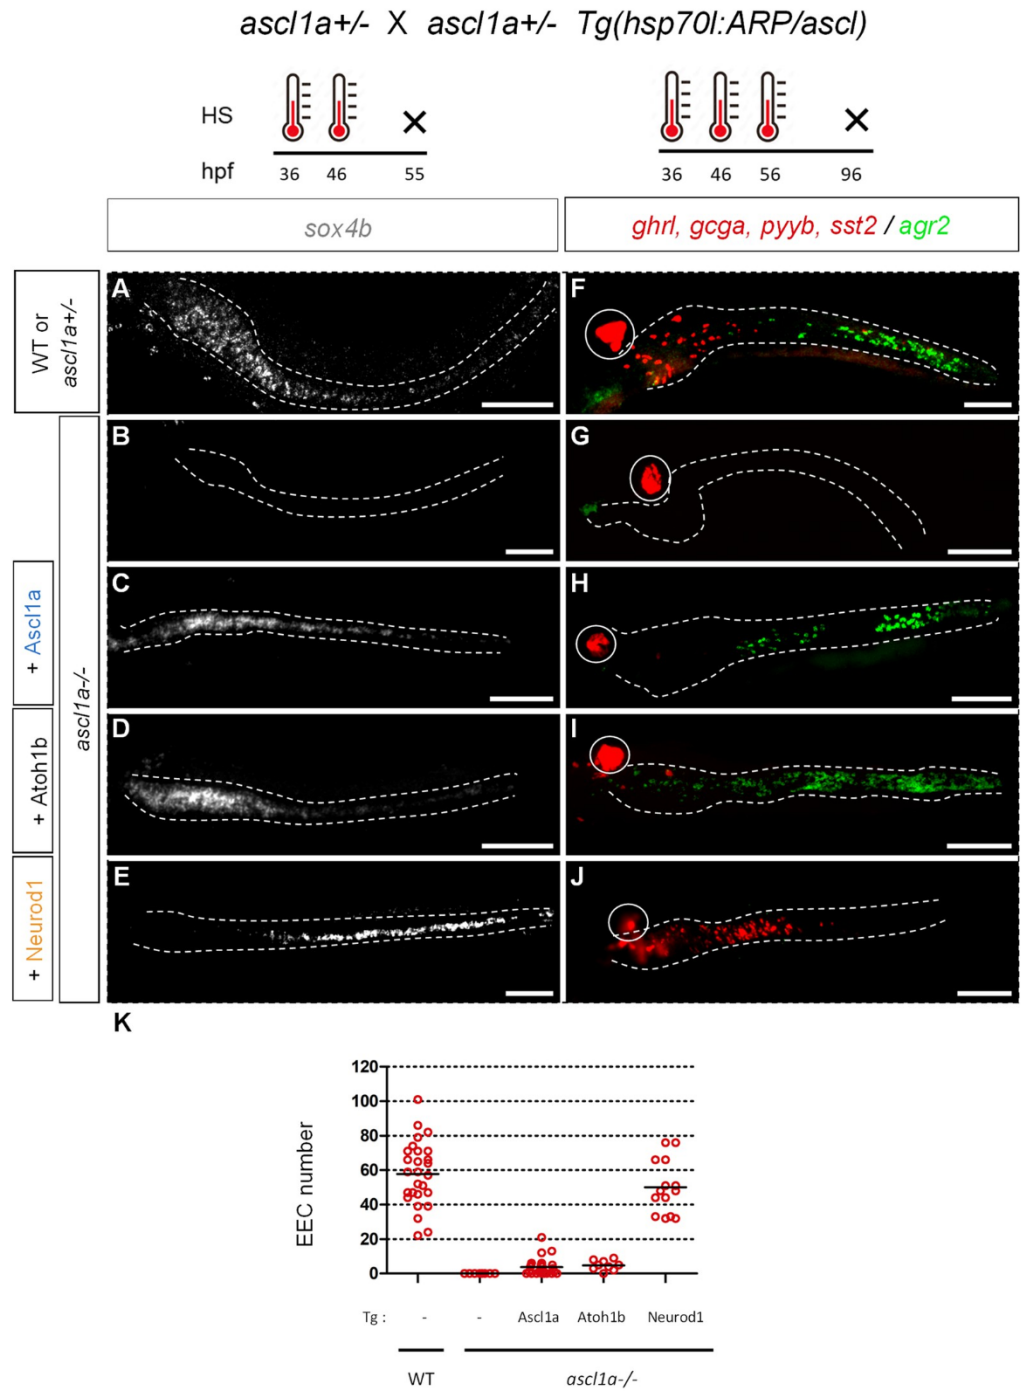 ascl1a+/- X ascl1a+/- Tg(hsp70l:ARP/ascl)
HS
hpf 36 46 55
36 46 56 96
sox4b
ghrl, gcga, pyyb, sst2 / agr2
WT or
ascl1a+/-
ascl1a-/-
+ Ascl1a
+ Atoh1b
+ Neurod1
A
F
B
G
C
H
D
I
E
J
K
EEC number
120
100
80
60
40
20
0
Tg : - - Ascl1a Atoh1b Neurod1
WT ascl1a-/-